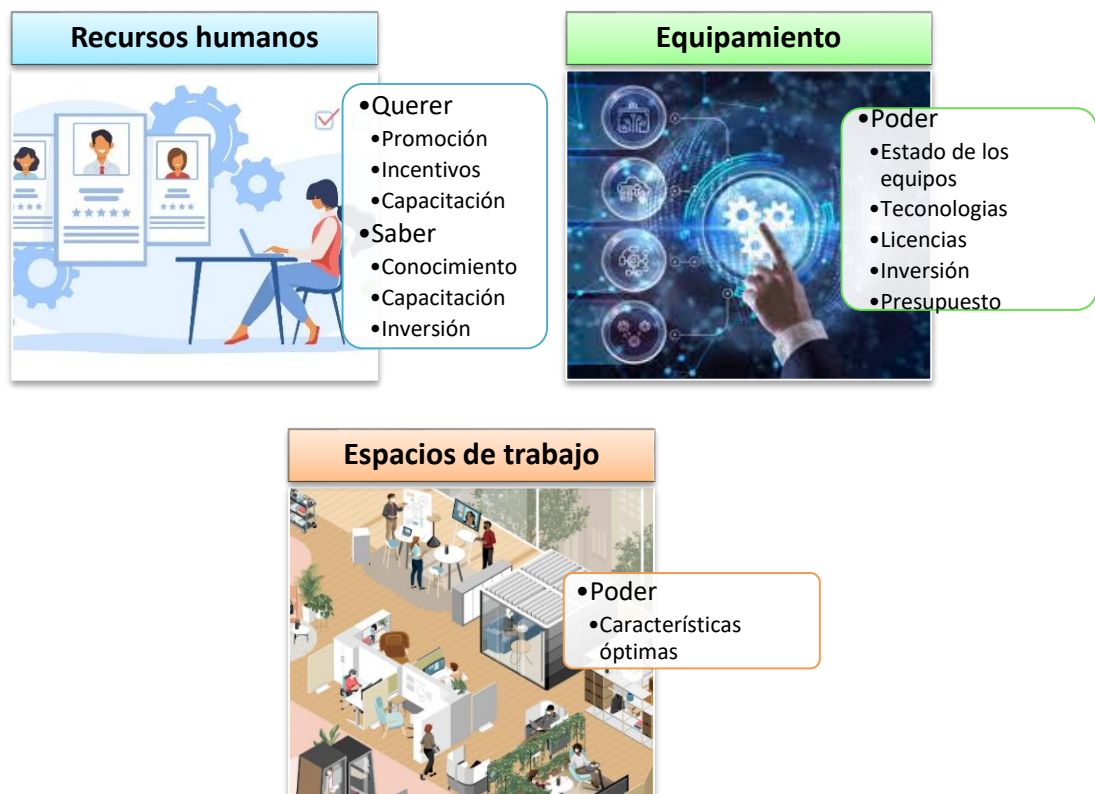 Recursos humanos
•Querer
•Promoción
•Incentivos
•Capacitación
•Saber
•Conocimiento
•Capacitación
•Inversión
Equipamiento
•Poder
•Estado de los
equipos
•Teconologias
•Licencias
•Inversión
•Presupuesto
Espacios de trabajo
•Poder
•Características
óptimas